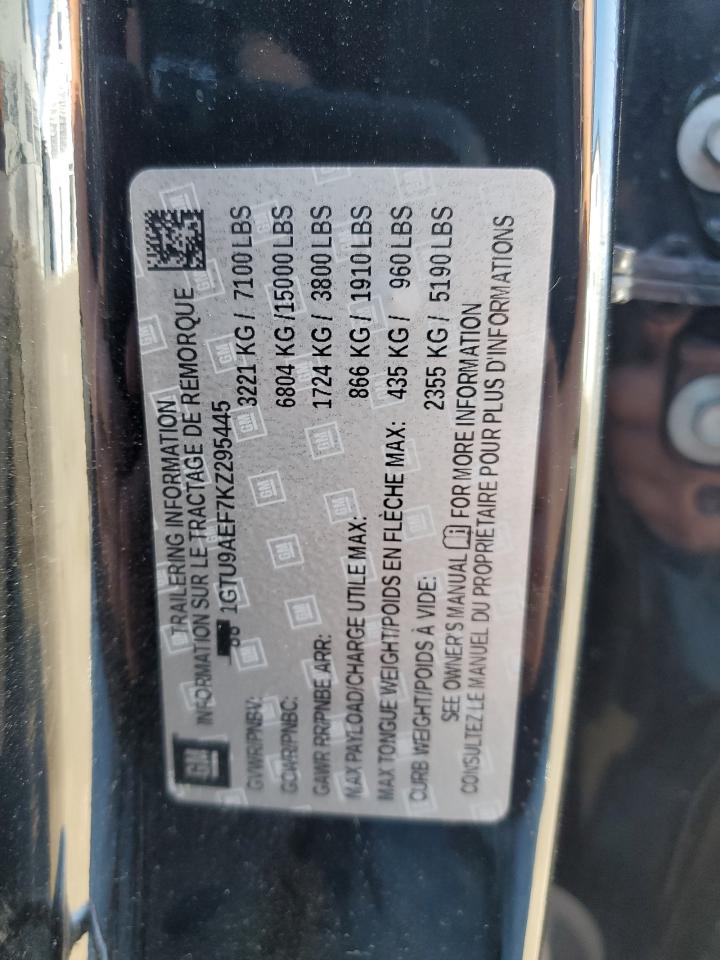 GM
TRAILERING INFORMATION
INFORMATION SUR LE TRACTAGE DE REMORQUE
1GTU9AEF7KZ295445
GVWR/PNBV: 3221 KG / 7100 LBS
GCWR/PNBC: 6804 KG /15000 LBS
GAWR RR/PNBE ARR: 1724 KG / 3800 LBS
MAX PAYLOAD/CHARGE UTILE MAX: 866 KG / 1910 LBS
MAX TONGUE WEIGHT/POIDS EN FLÈCHE MAX: 435 KG / 960 LBS
CURB WEIGHT/POIDS À VIDE: 2355 KG / 5190 LBS
SEE OWNER'S MANUAL FOR MORE INFORMATION
CONSULTEZ LE MANUEL DU PROPRIÉTAIRE POUR PLUS D'INFORMATIONS